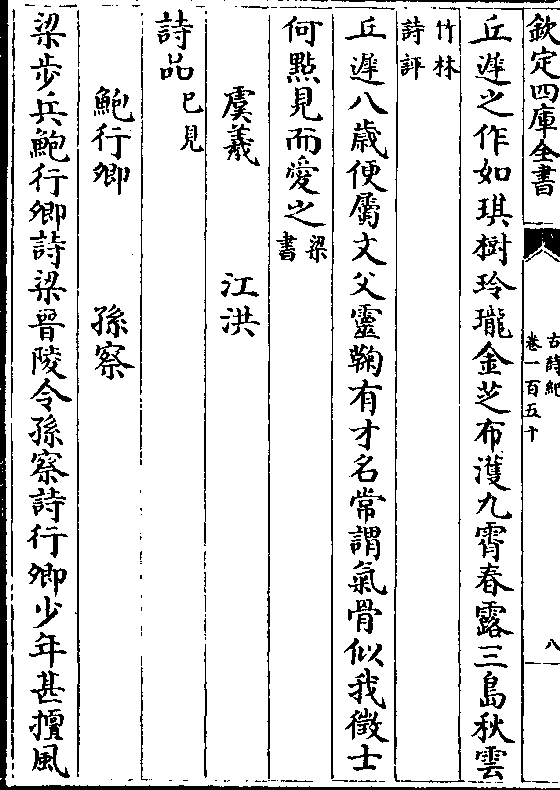 欽定四庫全書
古詩紀
卷一百五十
八
丘遲之作如琪樹玲瓏金芝布濩九霄春露三島秋雲
竹林
詩評
丘遲八歲便屬文父靈鞠有才名常謂氣骨似我徵士
何點見而愛之梁
書
虞羲 江洪
詩品已見
鮑行卿 孫察
梁步兵鮑行卿詩梁晉陵令孫察詩行卿少年甚擅風